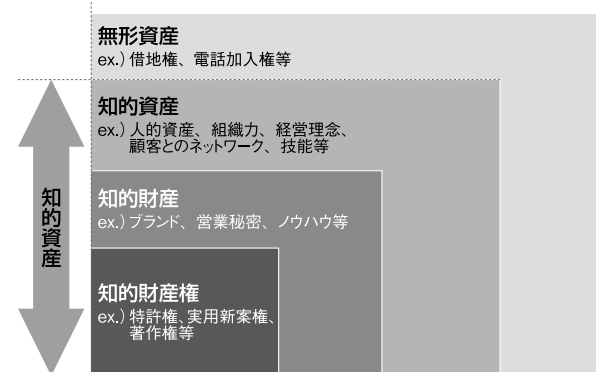 無形資産
ex.）借地権、電話加入権等
知的資産
ex.）人的資産、組織力、経営理念、
顧客とのネットワーク、技能等
知的財産
ex.）ブランド、営業秘密、ノウハウ等
知的財産権
ex.）特許権、実用新案権、
著作権等
知的資産